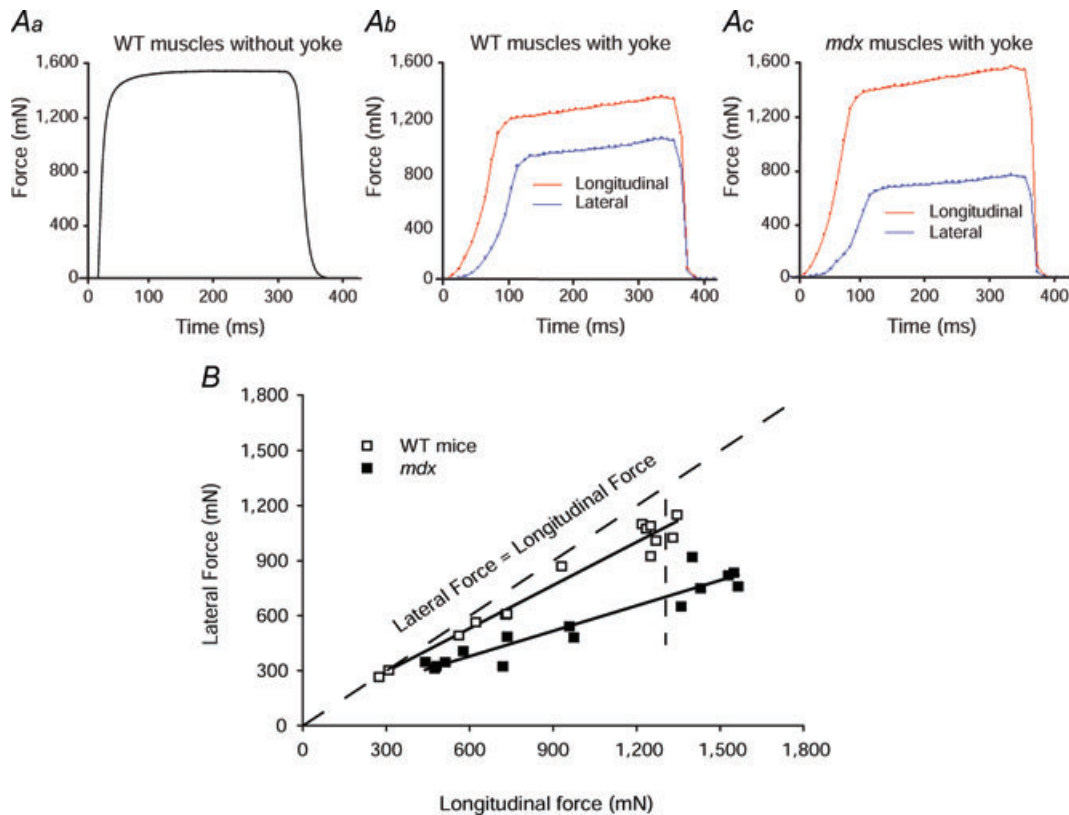 Aa
WT muscles without yoke
1,600
1,200
800
400
0
Force (mN)
0 100 200 300 400
Time (ms)
Ab
WT muscles with yoke
1,600
1,200
800
400
0
Force (mN)
Longitudinal
Lateral
0 100 200 300 400
Time (ms)
Ac
mdx muscles with yoke
1,600
1,200
800
400
0
Force (mN)
Longitudinal
Lateral
0 100 200 300 400
Time (ms)
B
1,800
1,500
1,200
900
600
300
0
Lateral Force (mN)
WT mice
mdx
Lateral Force = Longitudinal Force
0 300 600 900 1,200 1,500 1,800
Longitudinal force (mN)